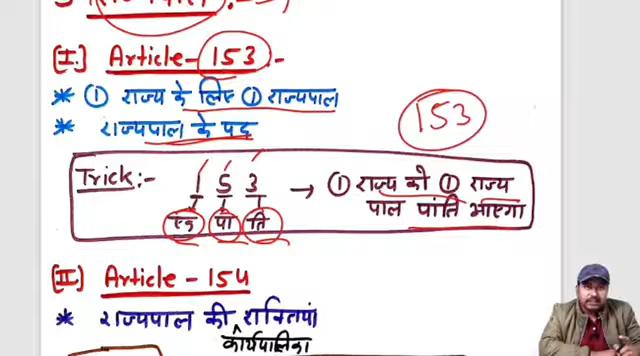 [I.] Article-153:-
* ① राज्य के लिए ① राज्यपाल
* राज्यपाल के पद
153
Trick:- 1 5 3 → ① राज्य को ① राज्य
पाल पांति भाएगा
एक पा ति
[II] Article-154
* राज्यपाल की शक्तियां
कार्यपालिका